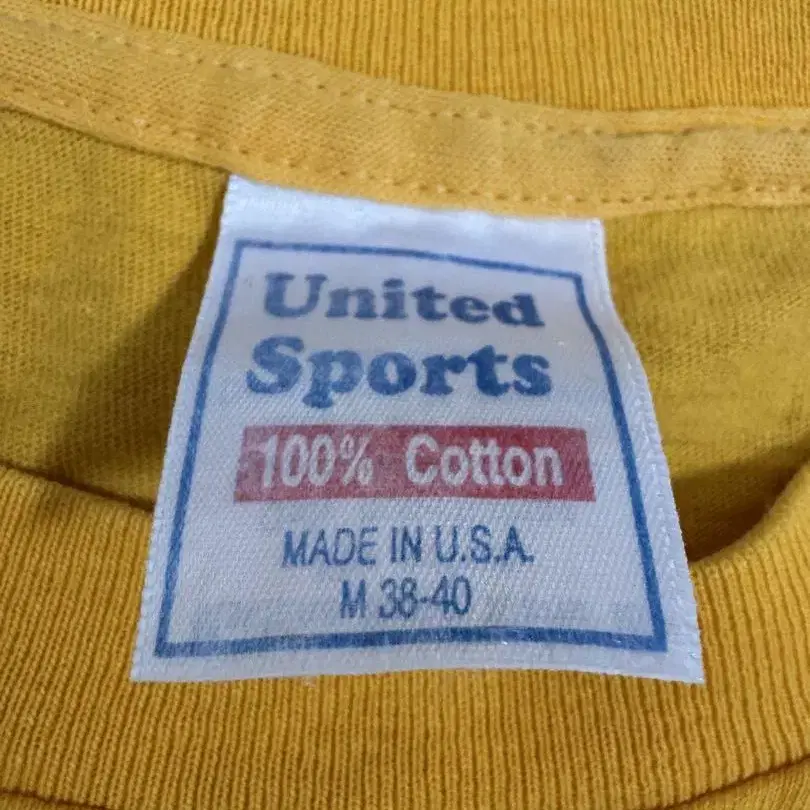 United
Sports
100% Cotton
MADE IN U.S.A.
M 38-40